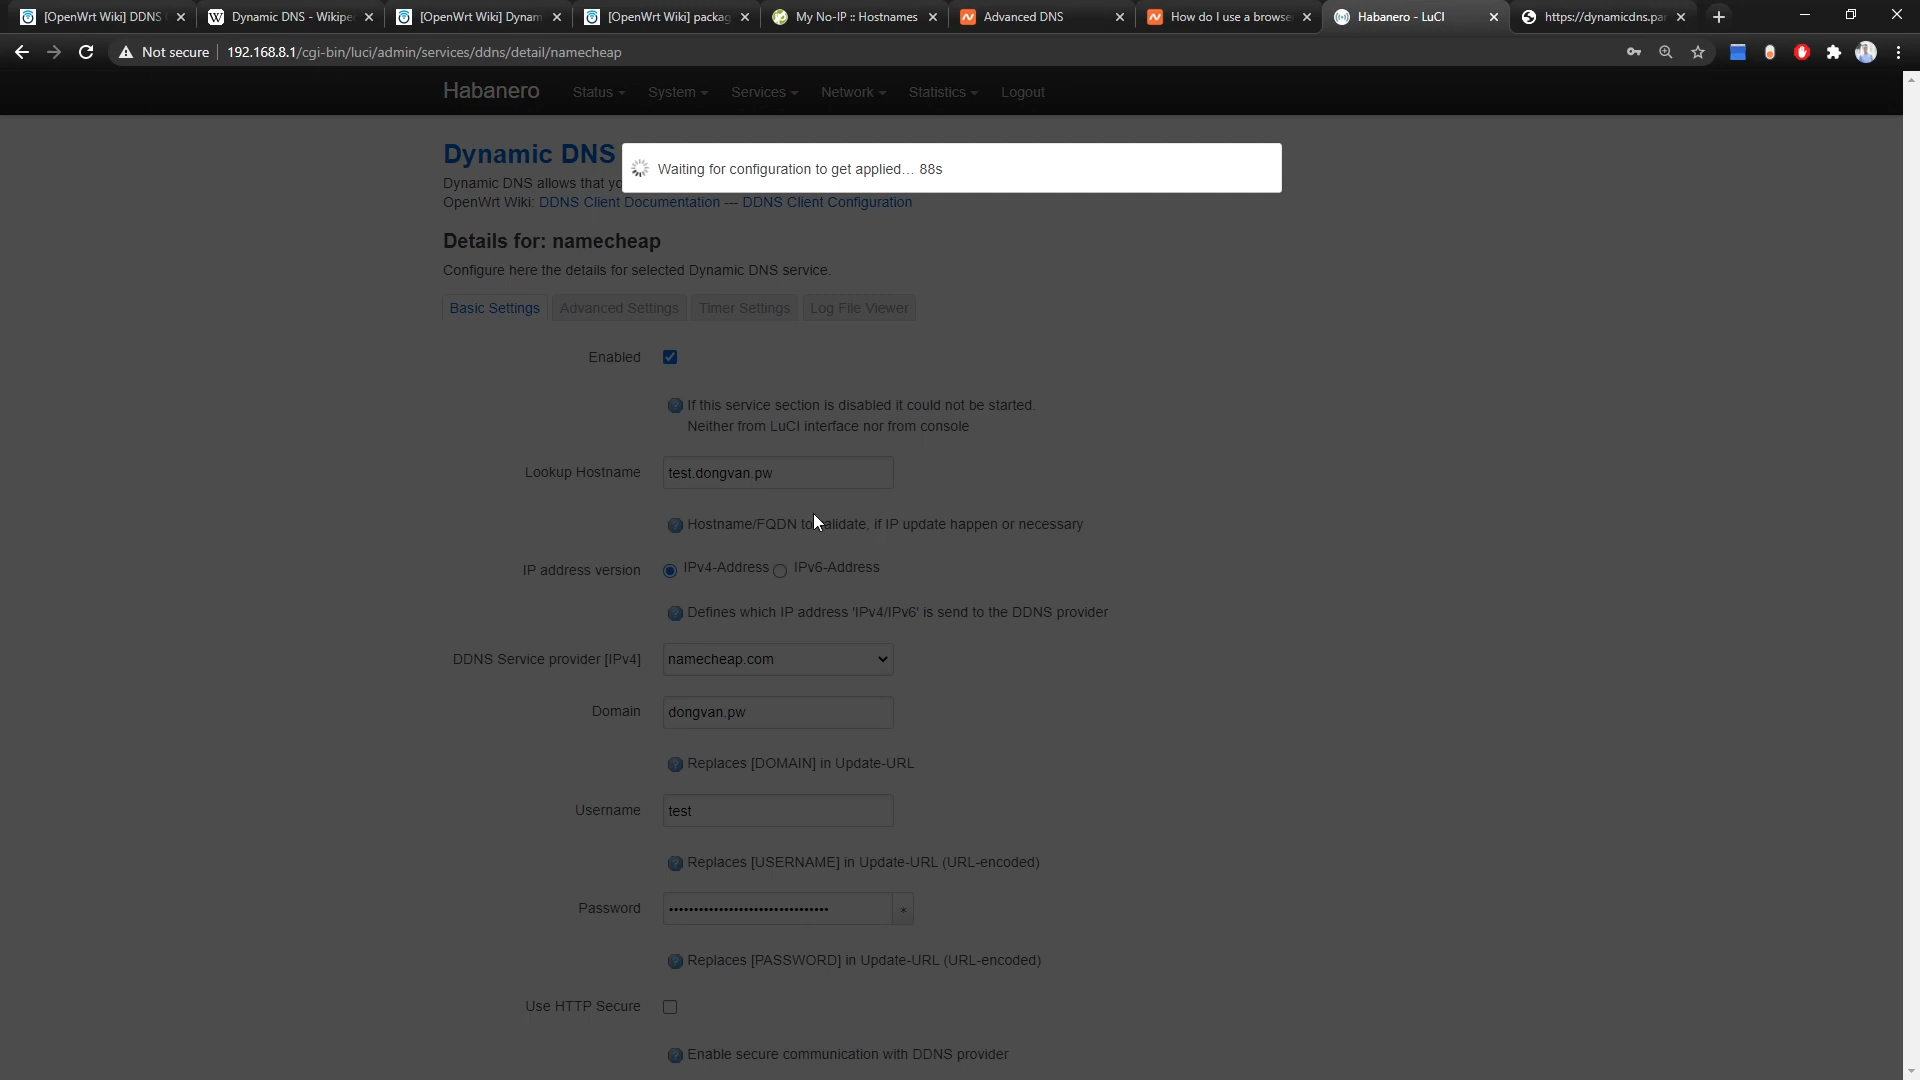 [OpenWrt Wiki] DDNS
Dynamic DNS - Wikipe
[OpenWrt Wiki] Dynam
[OpenWrt Wiki] packag
My No-IP :: Hostnames
Advanced DNS
How do I use a browse
Habanero - LuCI
https://dynamicdns.par
Not secure
192.168.8.1/cgi-bin/luci/admin/services/ddns/detail/namecheap
Habanero
Status
System
Services
Network
Statistics
Logout
Dynamic DNS
Waiting for configuration to get applied... 88s
Dynamic DNS allows that yo
OpenWrt Wiki: DDNS Client Documentation --- DDNS Client Configuration
Details for: namecheap
Configure here the details for selected Dynamic DNS service.
Basic Settings
Advanced Settings
Timer Settings
Log File Viewer
Enabled
If this service section is disabled it could not be started.
Neither from LuCI interface nor from console
Lookup Hostname
test.dongvan.pw
Hostname/FQDN to validate, if IP update happen or necessary
IP address version
IPv4-Address
IPv6-Address
Defines which IP address 'IPv4/IPv6' is send to the DDNS provider
DDNS Service provider [IPv4]
namecheap.com
Domain
dongvan.pw
Replaces [DOMAIN] in Update-URL
Username
test
Replaces [USERNAME] in Update-URL (URL-encoded)
Password
••••••••••••••••••••••••••••••••
*
Replaces [PASSWORD] in Update-URL (URL-encoded)
Use HTTP Secure
Enable secure communication with DDNS provider